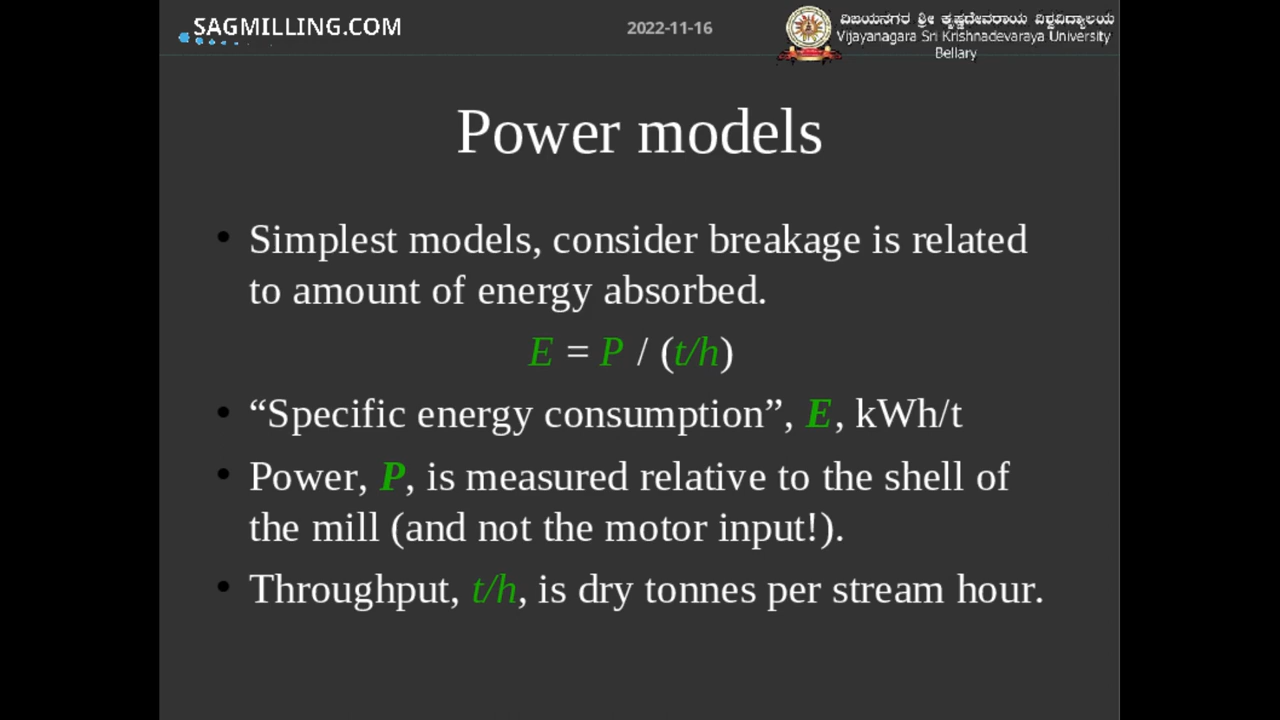 SAGMILLING.COM
2022-11-16
ವಿಜಯನಗರ ಶ್ರೀ ಕೃಷ್ಣದೇವರಾಯ ವಿಶ್ವವಿದ್ಯಾಲಯ
Vijayanagara Sri Krishnadevaraya University
Bellary
Power models
• Simplest models, consider breakage is related
to amount of energy absorbed.
E = P / (t/h)
• “Specific energy consumption”, E, kWh/t
• Power, P, is measured relative to the shell of
the mill (and not the motor input!).
• Throughput, t/h, is dry tonnes per stream hour.